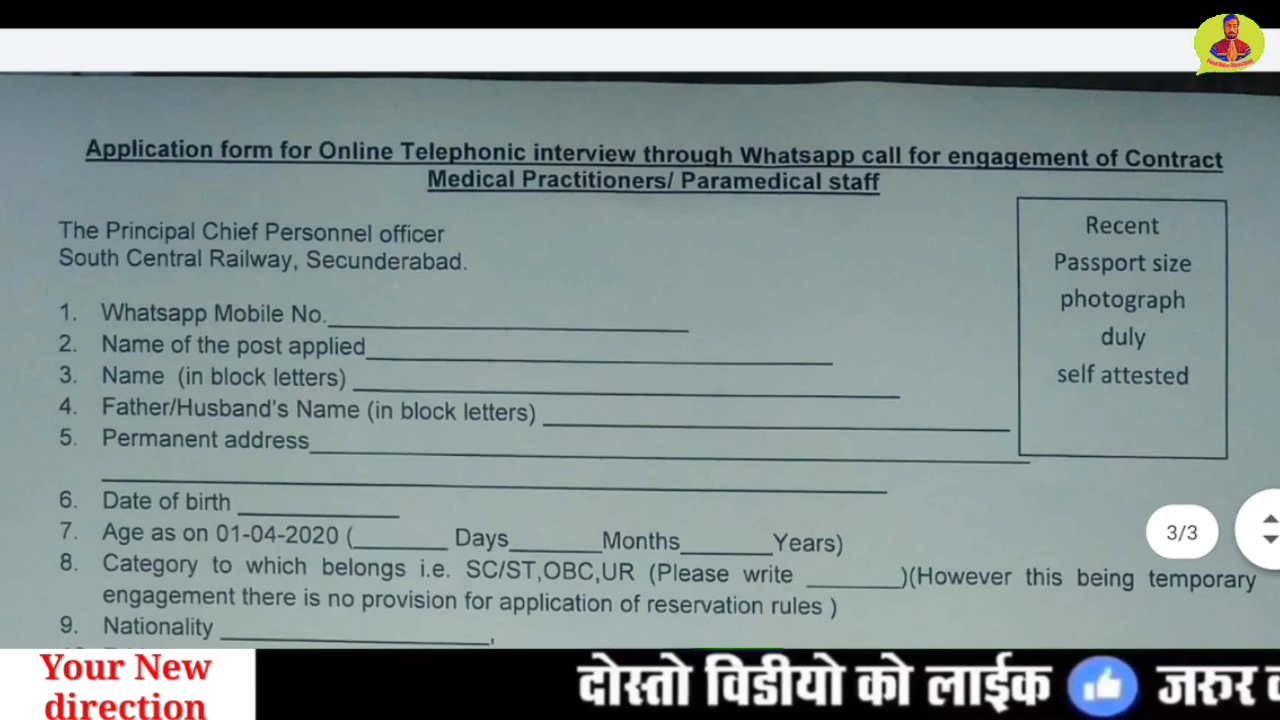 Application form for Online Telephonic interview through Whatsapp call for engagement of Contract
Medical Practitioners/ Paramedical staff
The Principal Chief Personnel officer
South Central Railway, Secunderabad.
Recent
Passport size
photograph
duly
self attested
1. Whatsapp Mobile No.
2. Name of the post applied
3. Name (in block letters)
4. Father/Husband's Name (in block letters)
5. Permanent address
6. Date of birth
7. Age as on 01-04-2020 ( Days Months Years)
8. Category to which belongs i.e. SC/ST,OBC,UR (Please write )(However this being temporary
engagement there is no provision for application of reservation rules )
9. Nationality ,
3/3
Your New
direction
दोस्तो विडीयो को लाईक 👍 जरुर